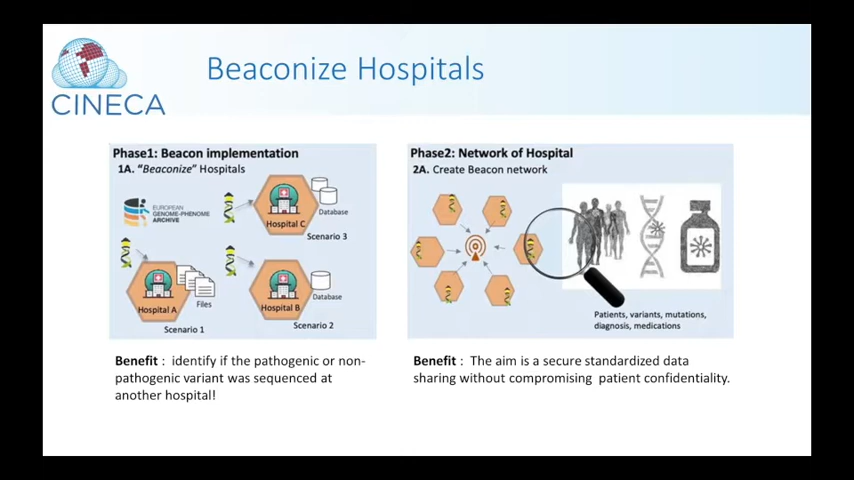 CINECA
Beaconize Hospitals
Phase1: Beacon implementation
1A. "Beaconize" Hospitals
EUROPEAN
GENOME-PHENOME
ARCHIVE
Hospital C
Database
Scenario 3
Hospital A
Files
Scenario 1
Hospital B
Database
Scenario 2
Benefit : identify if the pathogenic or non-
pathogenic variant was sequenced at
another hospital!
Phase2: Network of Hospital
2A. Create Beacon network
Patients, variants, mutations,
diagnosis, medications
Benefit : The aim is a secure standardized data
sharing without compromising patient confidentiality.